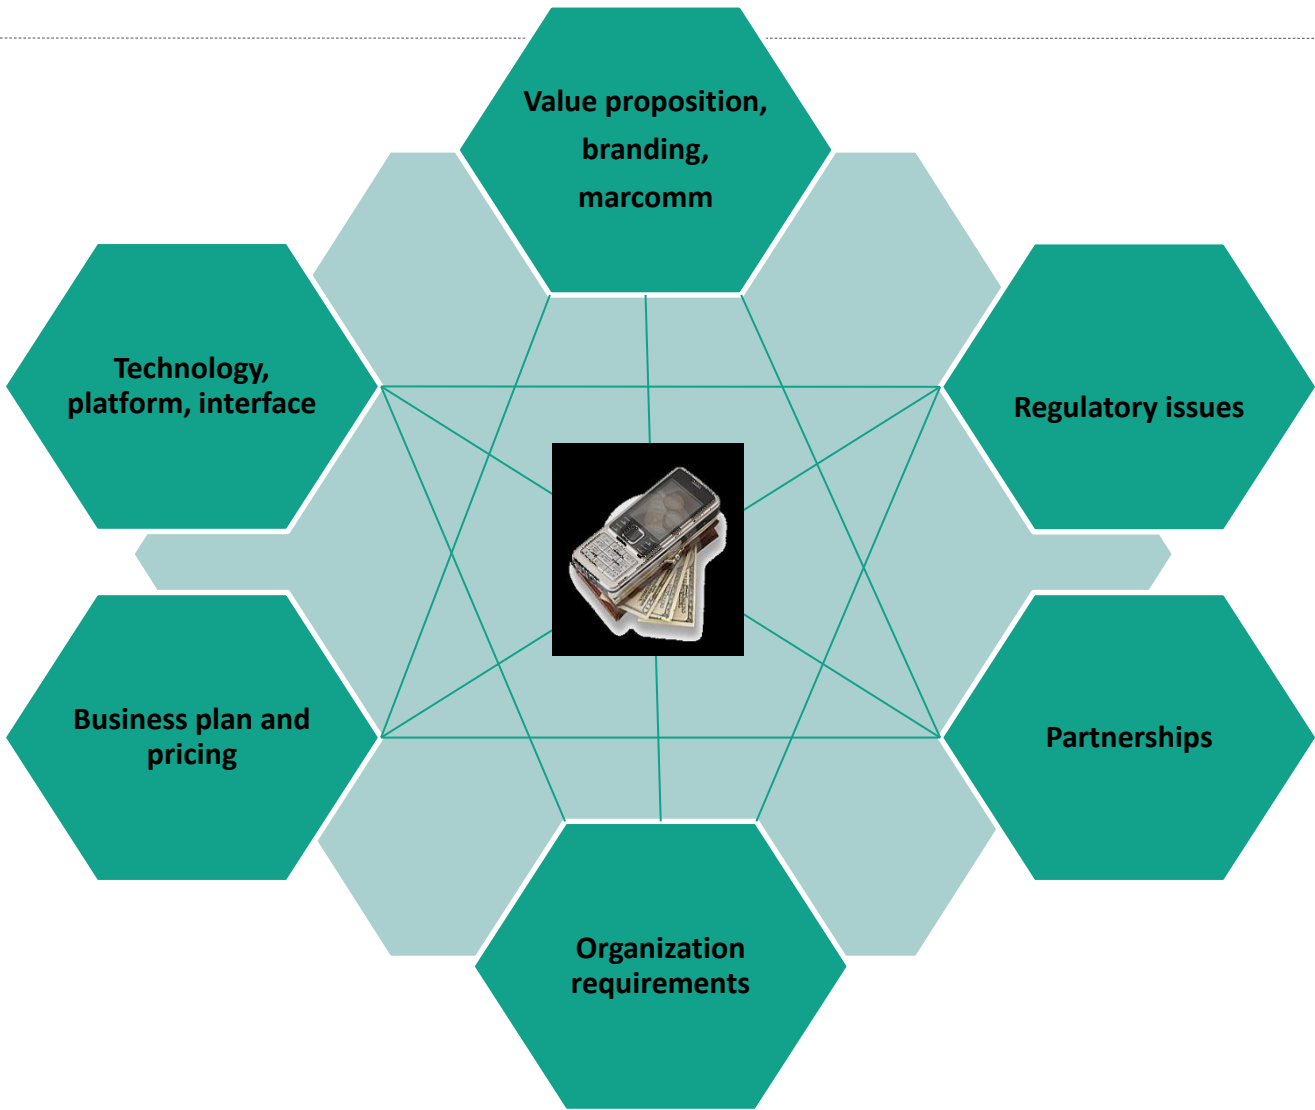 Value proposition,
branding,
marcomm
Technology,
platform, interface
Regulatory issues
Business plan and
pricing
Partnerships
Organization
requirements